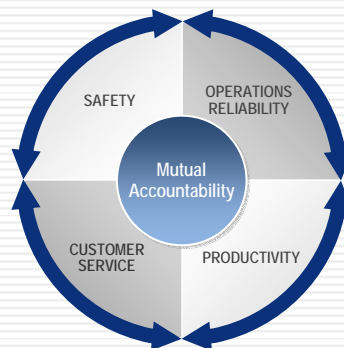 SAFETY
OPERATIONS
RELIABILITY
Mutual
Accountability
CUSTOMER
SERVICE
PRODUCTIVITY